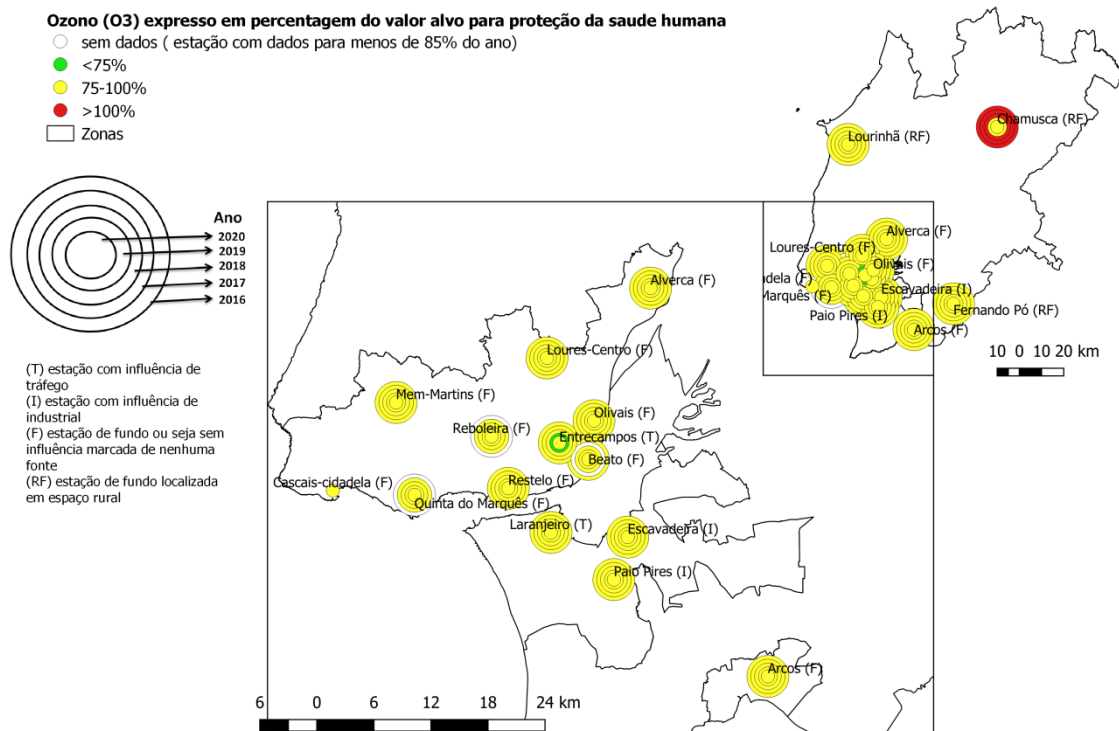 Ozono (O3) expresso em percentagem do valor alvo para proteção da saude humana
sem dados ( estação com dados para menos de 85% do ano)
<75%
75-100%
>100%
Zonas
Ano
2020
2019
2018
2017
2016
(T) estação com influência de
tráfego
(I) estação com influência de
industrial
(F) estação de fundo ou seja sem
influência marcada de nenhuma
fonte
(RF) estação de fundo localizada
em espaço rural
Chamusca (RF)
Lourinhã (RF)
Alverca (F)
Loures-Centro (F)
Olivais (F)
ndela (F)
Escavadeira (I)
Marquês (F)
Fernando Pó (RF)
Paio Pires (I)
Arcos (F)
10 0 10 20 km
Alverca (F)
Loures-Centro (F)
Mem-Martins (F)
Olivais (F)
Reboleira (F)
Entrecampos (T)
Beato (F)
Cascais-cidadela (F)
Restelo (F)
Quinta do Marquês (F)
Laranjeiro (T)
Escavadeira (I)
Paio Pires (I)
Arcos (F)
6 0 6 12 18 24 km